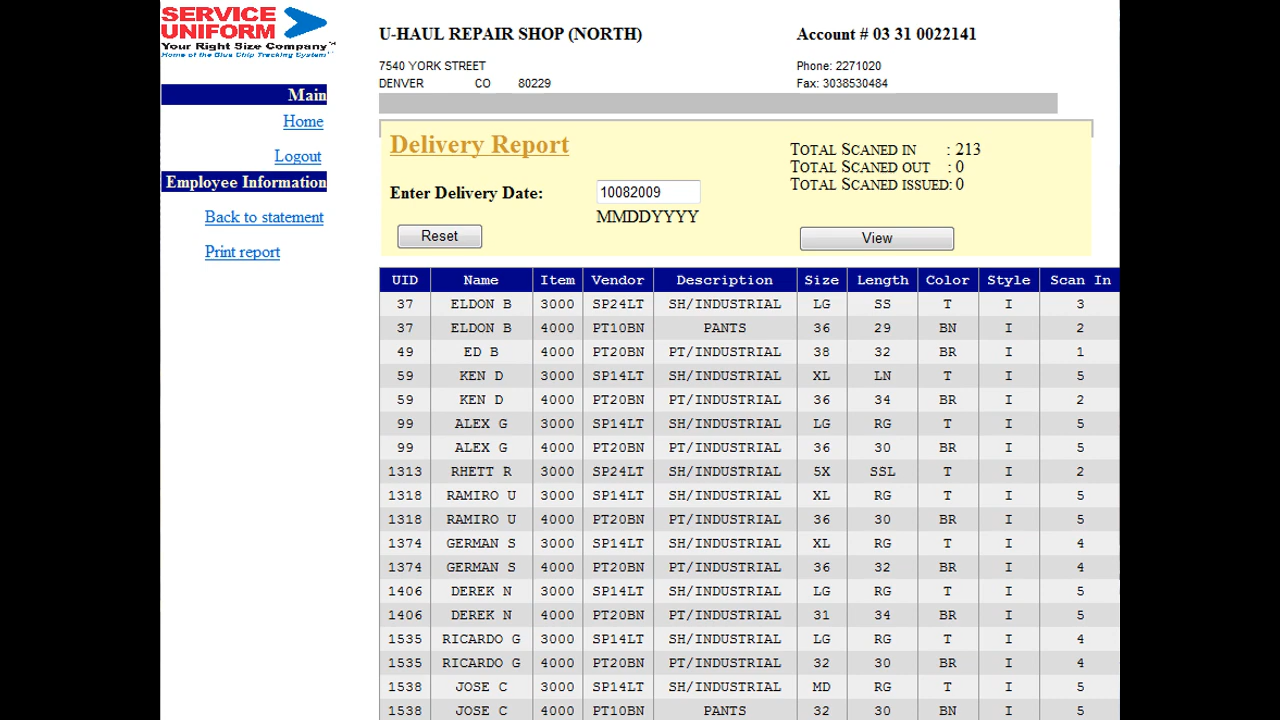 SERVICE
UNIFORM
Your Right Size Company™
Home of the Blue Chip Tracking System™
Main
Home
Logout
Employee Information
Back to statement
Print report
U-HAUL REPAIR SHOP (NORTH) Account # 03 31 0022141
7540 YORK STREET Phone: 2271020
DENVER CO 80229 Fax: 3038530484
Delivery Report
TOTAL SCANED IN : 213
TOTAL SCANED OUT : 0
TOTAL SCANED ISSUED: 0
Enter Delivery Date: 10082009
MMDDYYYY
Reset View
UID Name Item Vendor Description Size Length Color Style Scan In
37 ELDON B 3000 SP24LT SH/INDUSTRIAL LG SS T I 3
37 ELDON B 4000 PT10BN PANTS 36 29 BN I 2
49 ED B 4000 PT20BN PT/INDUSTRIAL 38 32 BR I 1
59 KEN D 3000 SP14LT SH/INDUSTRIAL XL LN T I 5
59 KEN D 4000 PT20BN PT/INDUSTRIAL 36 34 BR I 2
99 ALEX G 3000 SP14LT SH/INDUSTRIAL LG RG T I 5
99 ALEX G 4000 PT20BN PT/INDUSTRIAL 36 30 BR I 5
1313 RHETT R 3000 SP24LT SH/INDUSTRIAL 5X SSL T I 2
1318 RAMIRO U 3000 SP14LT SH/INDUSTRIAL XL RG T I 5
1318 RAMIRO U 4000 PT20BN PT/INDUSTRIAL 36 30 BR I 5
1374 GERMAN S 3000 SP14LT SH/INDUSTRIAL XL RG T I 4
1374 GERMAN S 4000 PT20BN PT/INDUSTRIAL 36 32 BR I 4
1406 DEREK N 3000 SP14LT SH/INDUSTRIAL LG RG T I 5
1406 DEREK N 4000 PT20BN PT/INDUSTRIAL 31 34 BR I 5
1535 RICARDO G 3000 SP14LT SH/INDUSTRIAL LG RG T I 4
1535 RICARDO G 4000 PT20BN PT/INDUSTRIAL 32 30 BR I 4
1538 JOSE C 3000 SP14LT SH/INDUSTRIAL MD RG T I 5
1538 JOSE C 4000 PT10BN PANTS 32 30 BN I 5